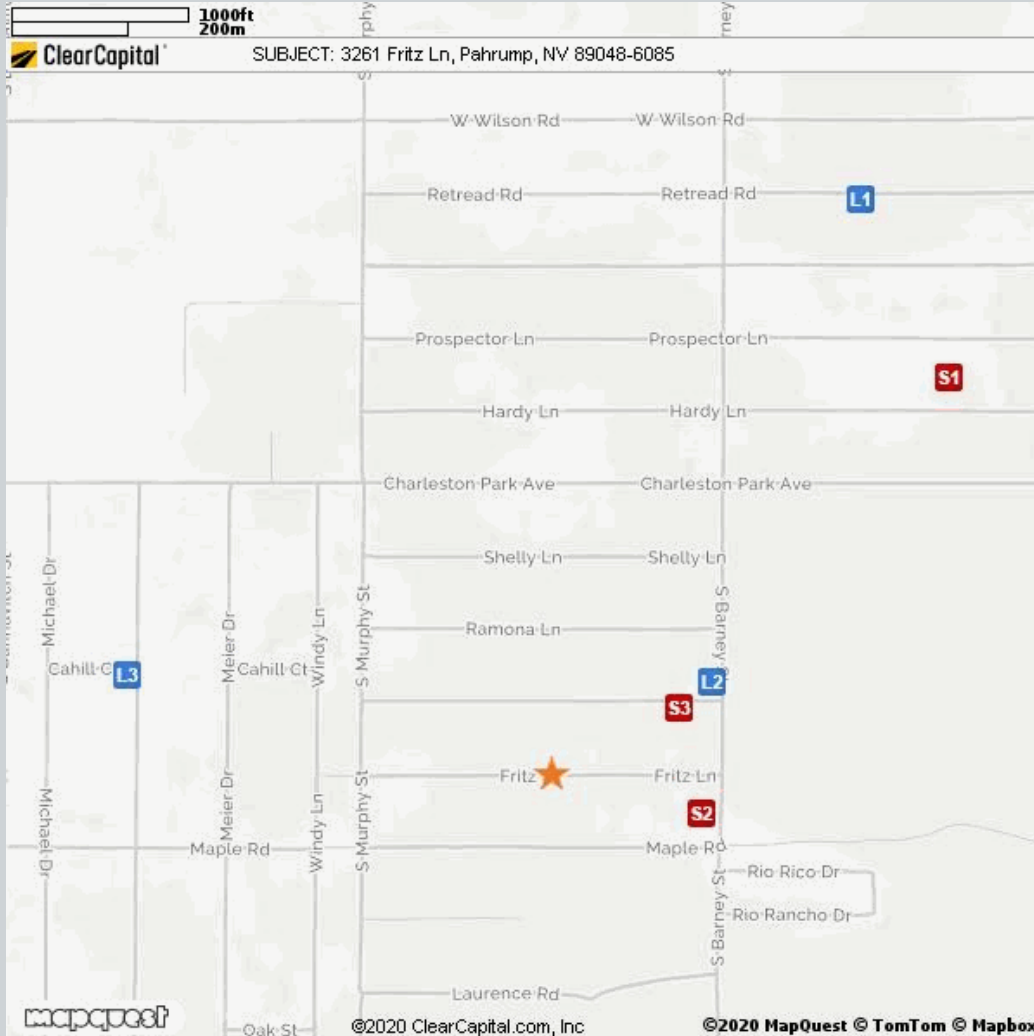 1000ft
200m
ClearCapital
SUBJECT: 3261 Fritz Ln, Pahrump, NV 89048-6085
W Wilson Rd
W Wilson Rd
Retread Rd
Retread Rd
L1
Prospector Ln
Prospector Ln
S1
Hardy Ln
Hardy Ln
Charleston Park Ave
Charleston Park Ave
Shelly Ln
Shelly Ln
Michael Dr
Meier Dr
Windy Ln
S Murphy St
S Barney
Ramona Ln
Cahill C
L3
Cahill Ct
L2
S3
Fritz
Fritz Ln
S2
Michael Dr
Meier Dr
Windy Ln
S Murphy St
Maple Rd
Maple Rd
Rio Rico Dr
Rio Rancho Dr
S Barney St
Laurence Rd
mapquest
Oak St
©2020 ClearCapital.com, Inc
©2020 MapQuest © TomTom © Mapbox